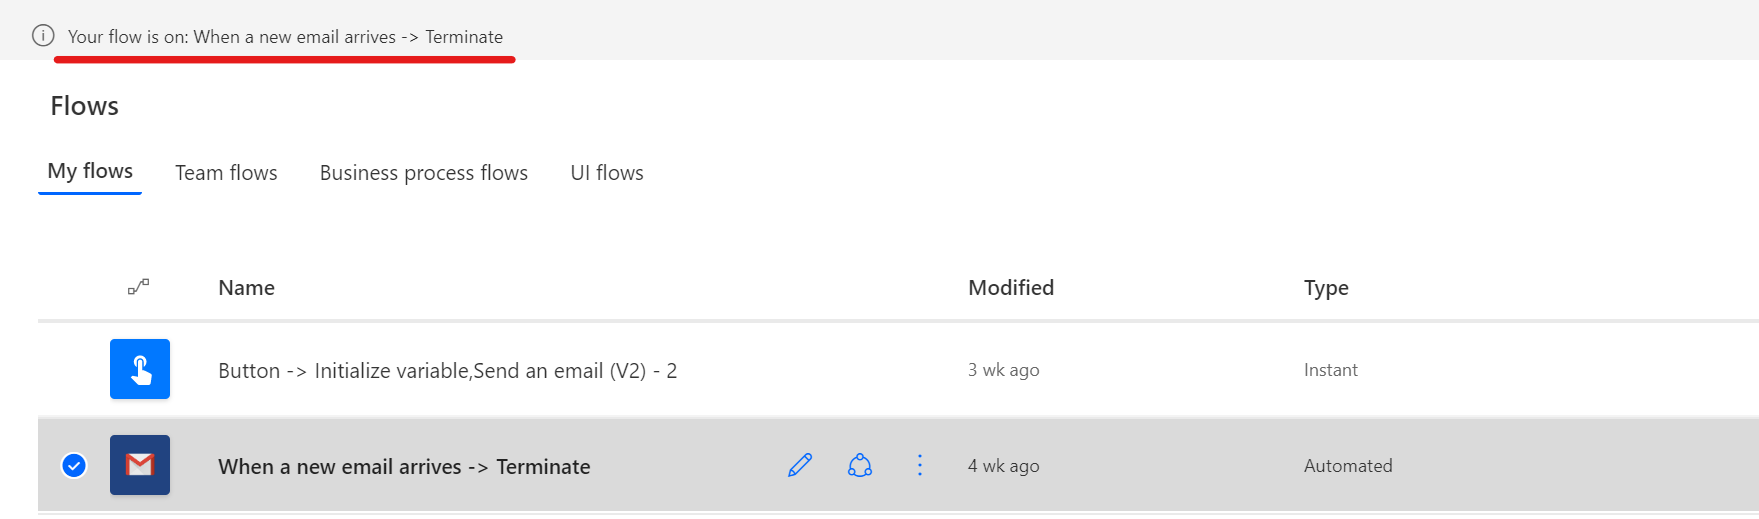 Your flow is on: When a new email arrives -> Terminate
Flows
My flows Team flows Business process flows UI flows
Name Modified Type
Button -> Initialize variable,Send an email (V2) - 2 3 wk ago Instant
When a new email arrives -> Terminate 4 wk ago Automated